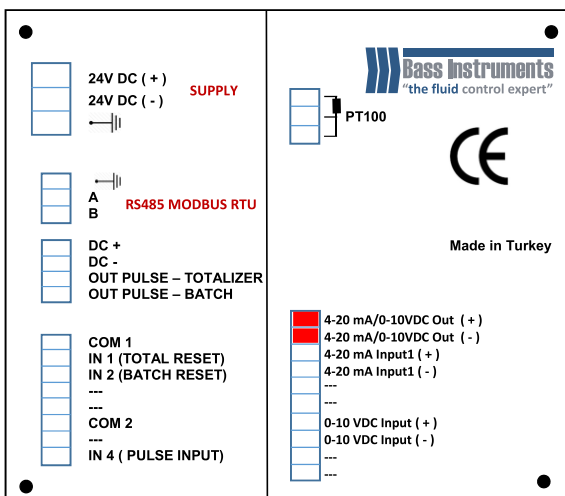 24V DC ( + )
24V DC ( - )
SUPPLY
A
B
RS485 MODBUS RTU
DC +
DC -
OUT PULSE – TOTALIZER
OUT PULSE – BATCH
COM 1
IN 1 (TOTAL RESET)
IN 2 (BATCH RESET)
---
---
COM 2
---
IN 4 ( PULSE INPUT)
Bass Instruments
“the fluid control expert”
PT100
CE
Made in Turkey
4-20 mA/0-10VDC Out ( + )
4-20 mA/0-10VDC Out ( - )
4-20 mA Input1 ( + )
4-20 mA Input1 ( - )
---
---
0-10 VDC Input ( + )
0-10 VDC Input ( - )
---
---